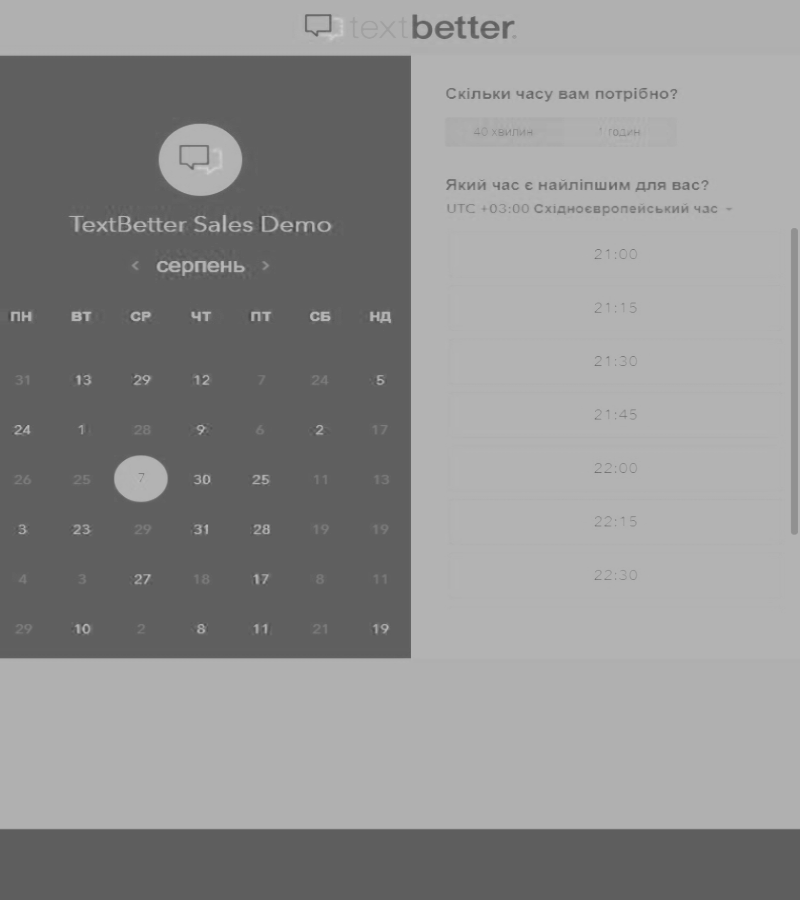 textbetter.
TextBetter Sales Demo
< серпень >
ПН ВТ СР ЧТ ПТ СБ НД
31 13 29 12 7 24 5
24 1 28 9 6 2 17
26 25 7 30 25 11 13
3 23 29 31 28 19 19
4 3 27 18 17 8 11
29 10 2 8 11 21 19
Скільки часу вам потрібно?
40 хвилин 1 годин
Який час є найліпшим для вас?
UTC +03:00 Східноєвропейський час
21:00
21:15
21:30
21:45
22:00
22:15
22:30